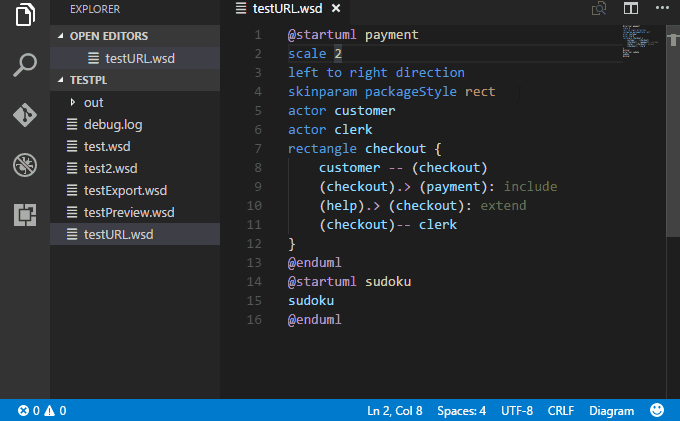 EXPLORER
OPEN EDITORS
testURL.wsd
TESTPL
out
debug.log
test.wsd
test2.wsd
testExport.wsd
testPreview.wsd
testURL.wsd
testURL.wsd
1 @startuml payment
2 scale 2
3 left to right direction
4 skinparam packageStyle rect
5 actor customer
6 actor clerk
7 rectangle checkout {
8 customer -- (checkout)
9 (checkout).> (payment): include
10 (help).> (checkout): extend
11 (checkout)-- clerk
12 }
13 @enduml
14 @startuml sudoku
15 sudoku
16 @enduml
0 0 Ln 2, Col 8 Spaces: 4 UTF-8 CRLF Diagram